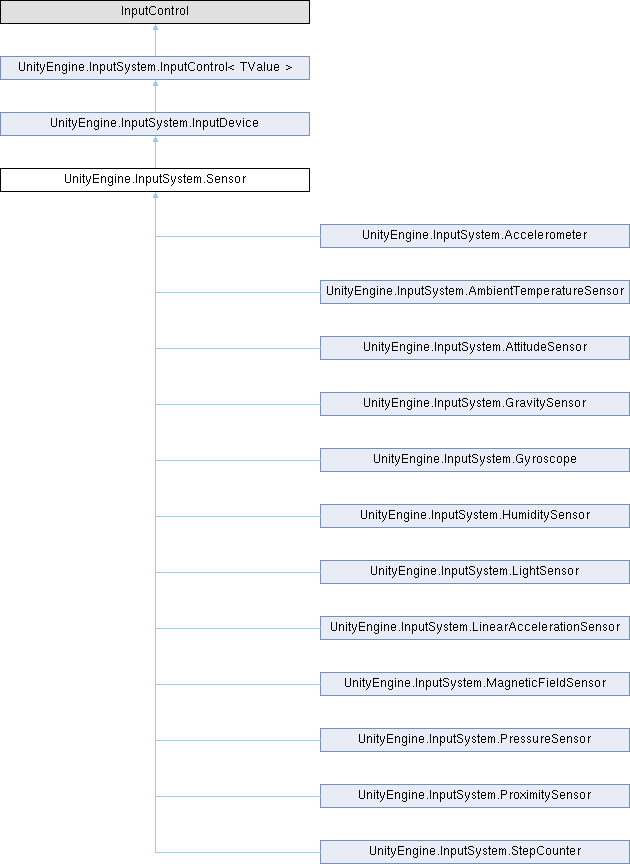 InputControl
UnityEngine.InputSystem.InputControl< TValue >
UnityEngine.InputSystem.InputDevice
UnityEngine.InputSystem.Sensor
UnityEngine.InputSystem.Accelerometer
UnityEngine.InputSystem.AmbientTemperatureSensor
UnityEngine.InputSystem.AttitudeSensor
UnityEngine.InputSystem.GravitySensor
UnityEngine.InputSystem.Gyroscope
UnityEngine.InputSystem.HumiditySensor
UnityEngine.InputSystem.LightSensor
UnityEngine.InputSystem.LinearAccelerationSensor
UnityEngine.InputSystem.MagneticFieldSensor
UnityEngine.InputSystem.PressureSensor
UnityEngine.InputSystem.ProximitySensor
UnityEngine.InputSystem.StepCounter